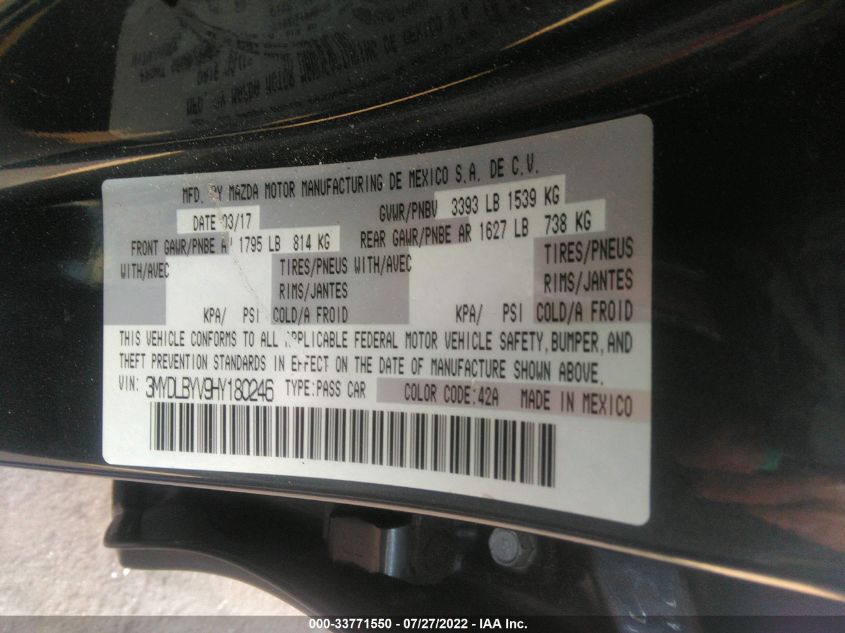 MFD. BY MAZDA MOTOR MANUFACTURING DE MEXICO S.A. DE C.V.
DATE 03/17 GVWR/PNBV 3393 LB 1539 KG
FRONT GAWR/PNBE AV 1795 LB 814 KG REAR GAWR/PNBE AR 1627 LB 738 KG
WITH/AVEC TIRES/PNEUS WITH/AVEC TIRES/PNEUS
RIMS/JANTES RIMS/JANTES
KPA/ PSI COLD/A FROID KPA/ PSI COLD/A FROID
THIS VEHICLE CONFORMS TO ALL APPLICABLE FEDERAL MOTOR VEHICLE SAFETY, BUMPER, AND
THEFT PREVENTION STANDARDS IN EFFECT ON THE DATE OF MANUFACTURE SHOWN ABOVE.
VIN: 3MYDLBYV9HY180246 TYPE:PASS CAR COLOR CODE:42A MADE IN MEXICO
000-33771550 / 07/27/2022 - IAA Inc.